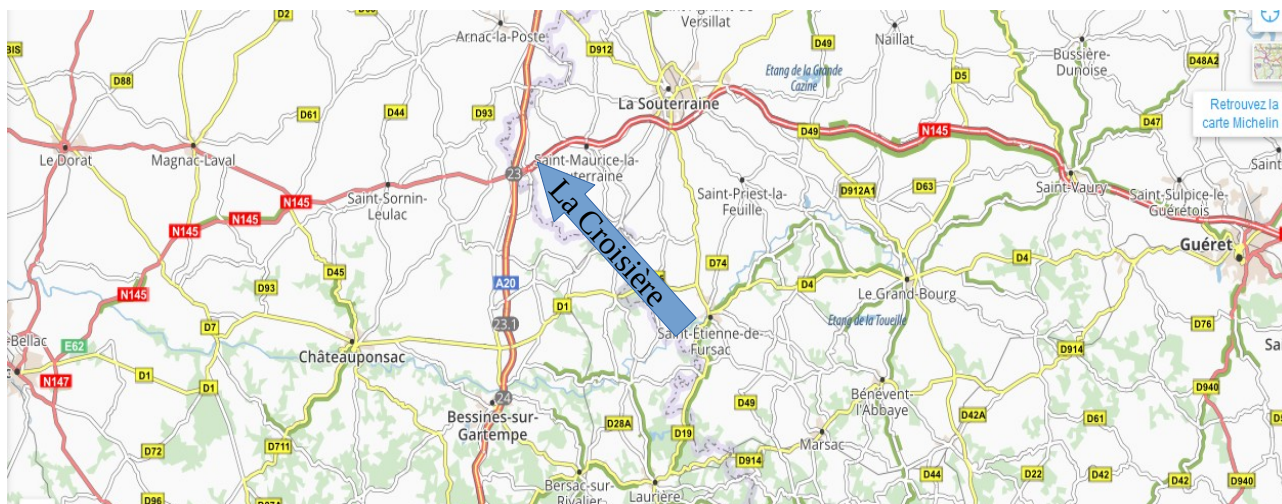 D2
Versillat
Arnac-la-Poste
D912
D49
Naillat
Bussière-
Dunoise
D48A2
BIS
D88
Etang de la Grande
Cazine
D5
D61
D44
D93
La Souterraine
Retrouvez la
carte Michelin
D47
D49
N145
Le Dorat
Magnac-Laval
23
Saint-Maurice-la-
Saint-Sornin-
Leulac
Saint-Priest-la-
Feuille
D912A1
D63
Saint-Vaury
Saint-Sulpice-le-
Guérétois
N145
N145
N145
La Croisière
Guéret
D45
D74
D4
D93
N145
A20
D1
D4
Le Grand-Bourg
D7
23.1
Saint-Étienne-de-
Fursac
Etang de la Toueille
D76
Bellac
E62
Châteauponsac
D914
D1
D1
N147
24
Bessines-sur-
Gartempe
Bénévent-
l'Abbaye
D940
D49
D42A
D61
D28A
D19
D711
Marsac
D72
D914
D44
D22
D42
D42
D940
Bersac-sur-
Rivalier
Laurière
D96